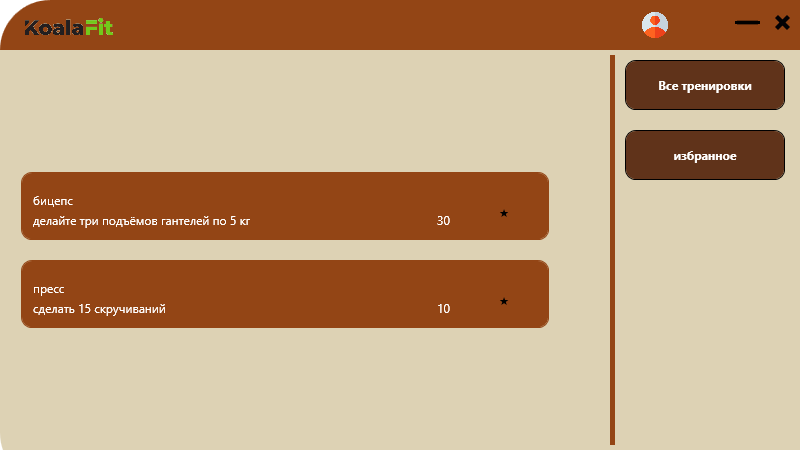 KoalaFit
Все тренировки
избранное
бицепс
делайте три подъёмов гантелей по 5 кг 30 ★
пресс
сделать 15 скручиваний 10 ★